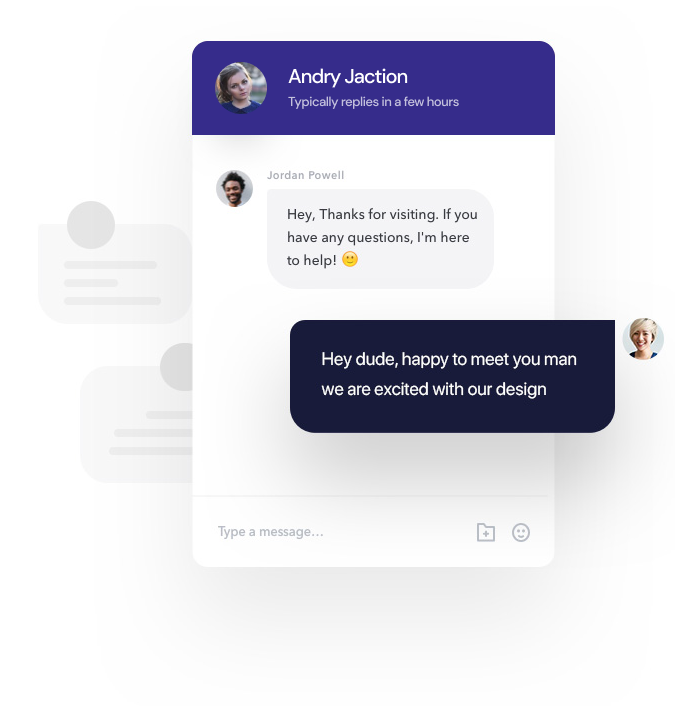 Andry Jaction
Typically replies in a few hours
Jordan Powell
Hey, Thanks for visiting. If you
have any questions, I'm here
to help! 🙂
Hey dude, happy to meet you man
we are excited with our design
Type a message...